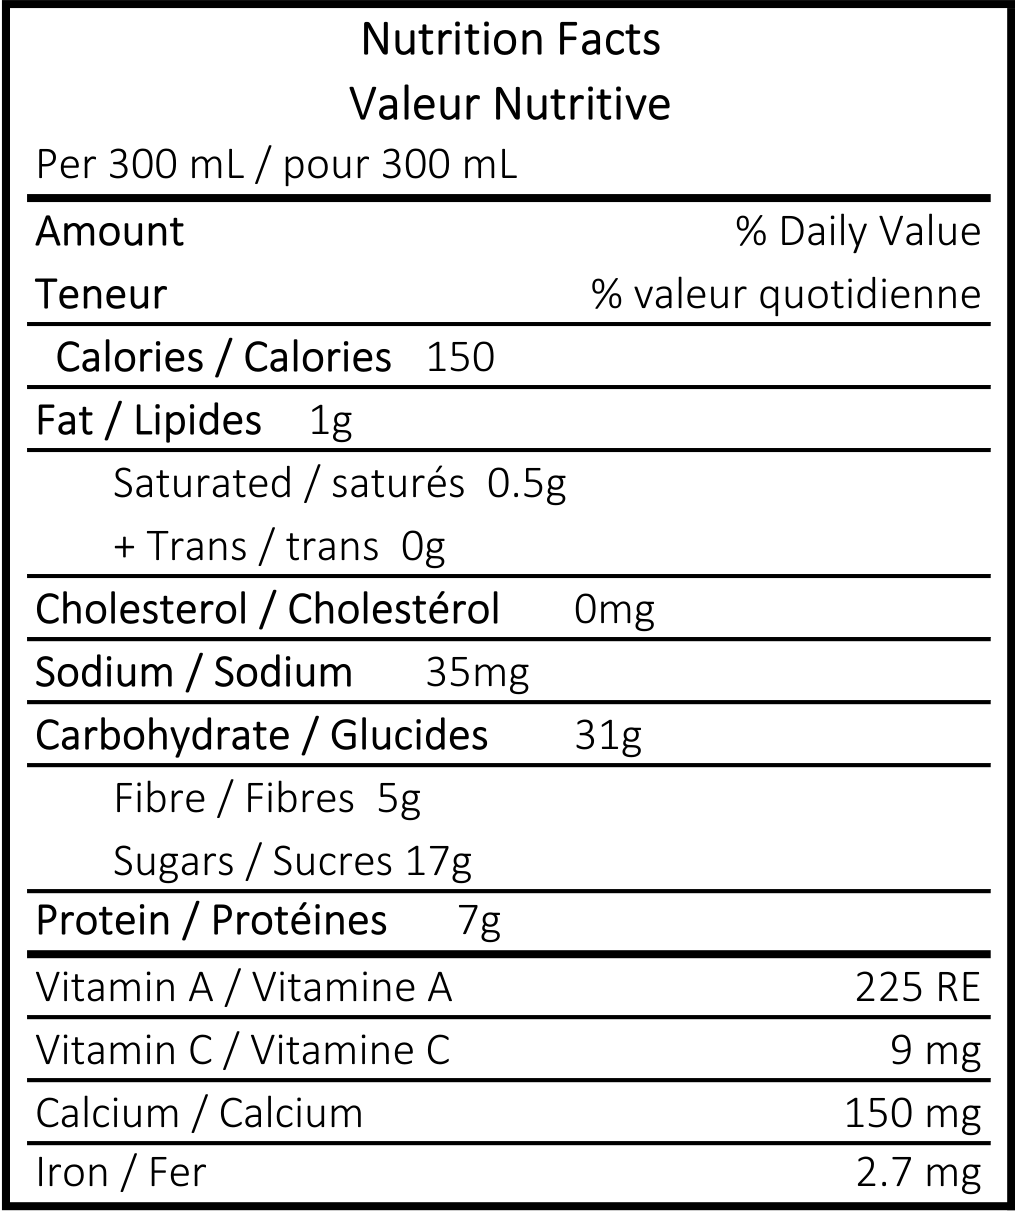 Nutrition Facts
Valeur Nutritive
Per 300 mL / pour 300 mL
Amount % Daily Value
Teneur % valeur quotidienne
Calories / Calories 150
Fat / Lipides 1g
Saturated / saturés 0.5g
+ Trans / trans 0g
Cholesterol / Cholestérol 0mg
Sodium / Sodium 35mg
Carbohydrate / Glucides 31g
Fibre / Fibres 5g
Sugars / Sucres 17g
Protein / Protéines 7g
Vitamin A / Vitamine A 225 RE
Vitamin C / Vitamine C 9 mg
Calcium / Calcium 150 mg
Iron / Fer 2.7 mg